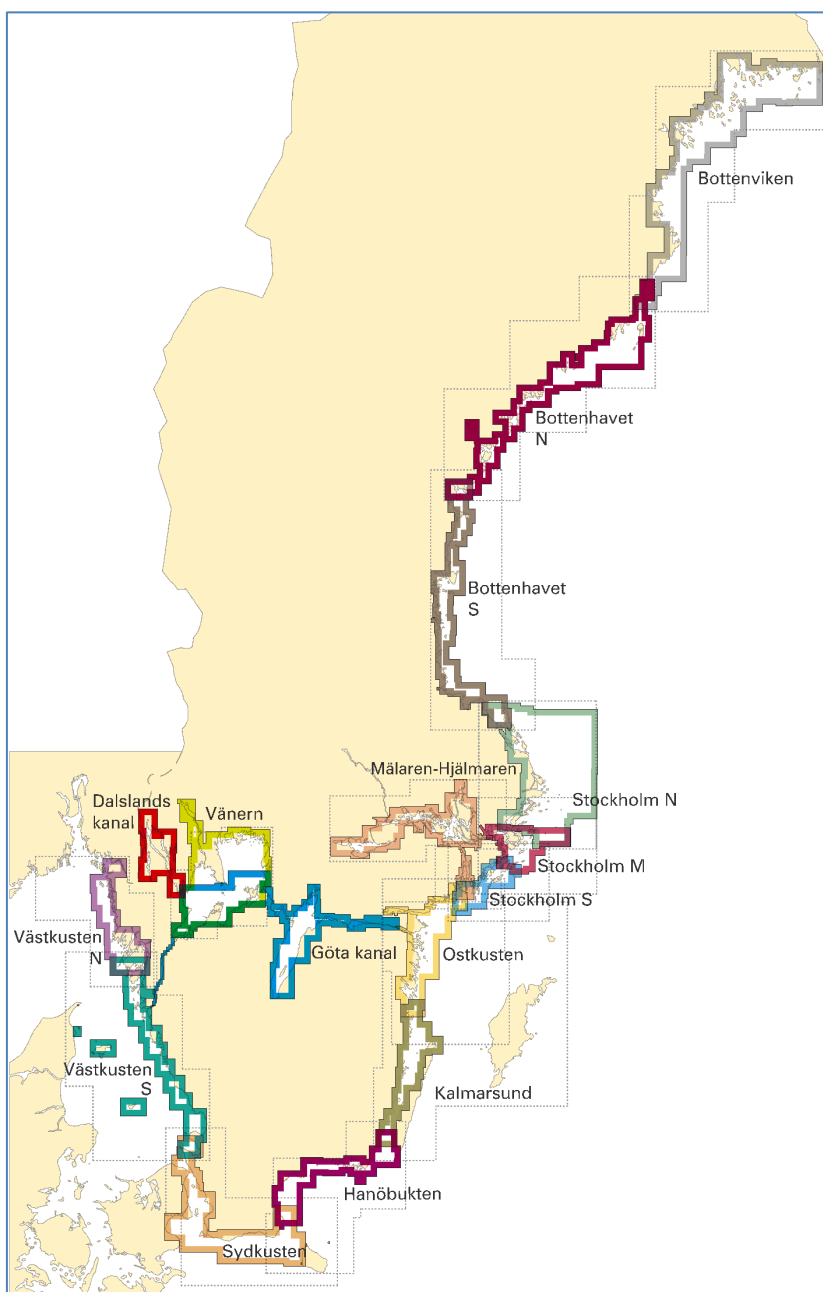 Bottenviken
Bottenhavet
N
Bottenhavet
S
Mälaren-Hjälmaren
Dalslands
kanal
Vänern
Stockholm N
Stockholm M
Stockholm S
Västkusten
N
Göta kanal
Ostkusten
Västkusten
S
Kalmarsund
Hanöbukten
Sydkusten